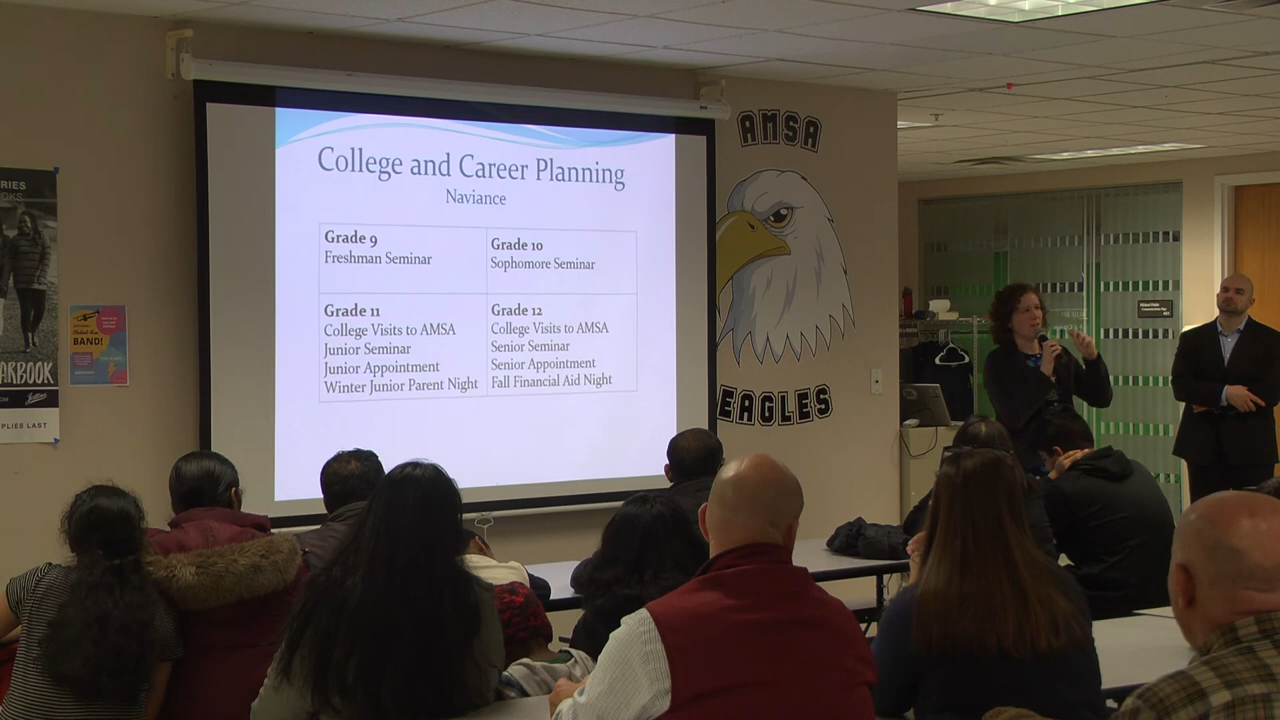 College and Career Planning
Naviance
Grade 9
Freshman Seminar
Grade 10
Sophomore Seminar
Grade 11
College Visits to AMSA
Junior Seminar
Junior Appointment
Winter Junior Parent Night
Grade 12
College Visits to AMSA
Senior Seminar
Senior Appointment
Fall Financial Aid Night
AMSA
EAGLES
RIES
OKS
ARBOOK
PLIES LAST
BAND!